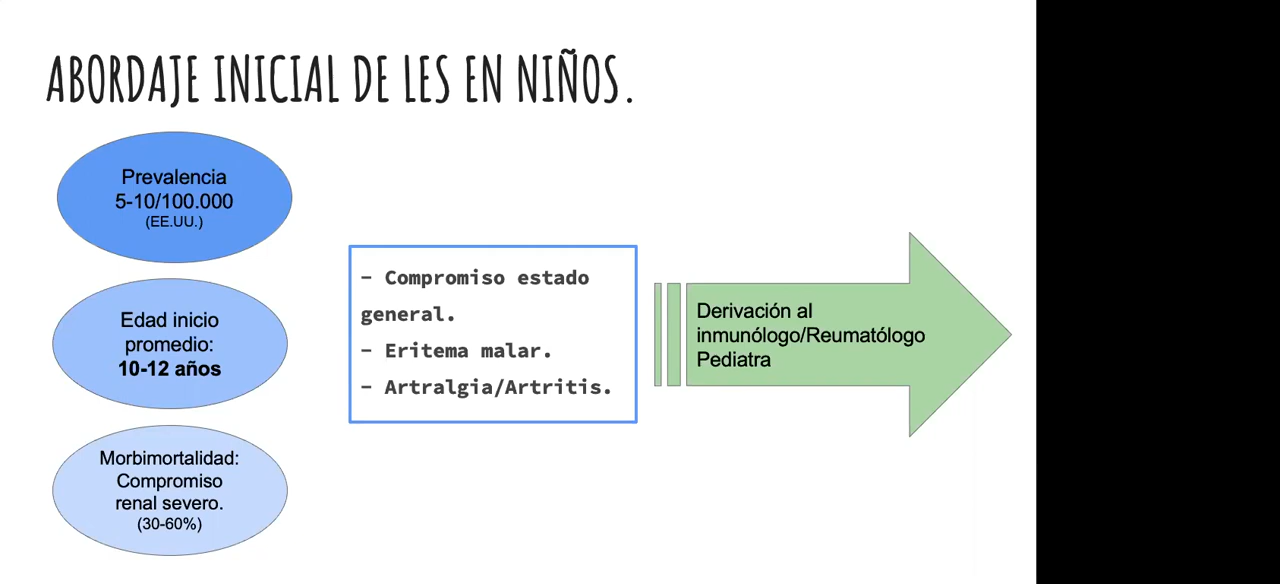 ABORDAJE INICIAL DE LES EN NIÑOS.
Prevalencia
5-10/100.000
(EE.UU.)
Edad inicio
promedio:
10-12 años
Morbimortalidad:
Compromiso
renal severo.
(30-60%)
- Compromiso estado
general.
- Eritema malar.
- Artralgia/Artritis.
Derivación al
inmunólogo/Reumatólogo
Pediatra